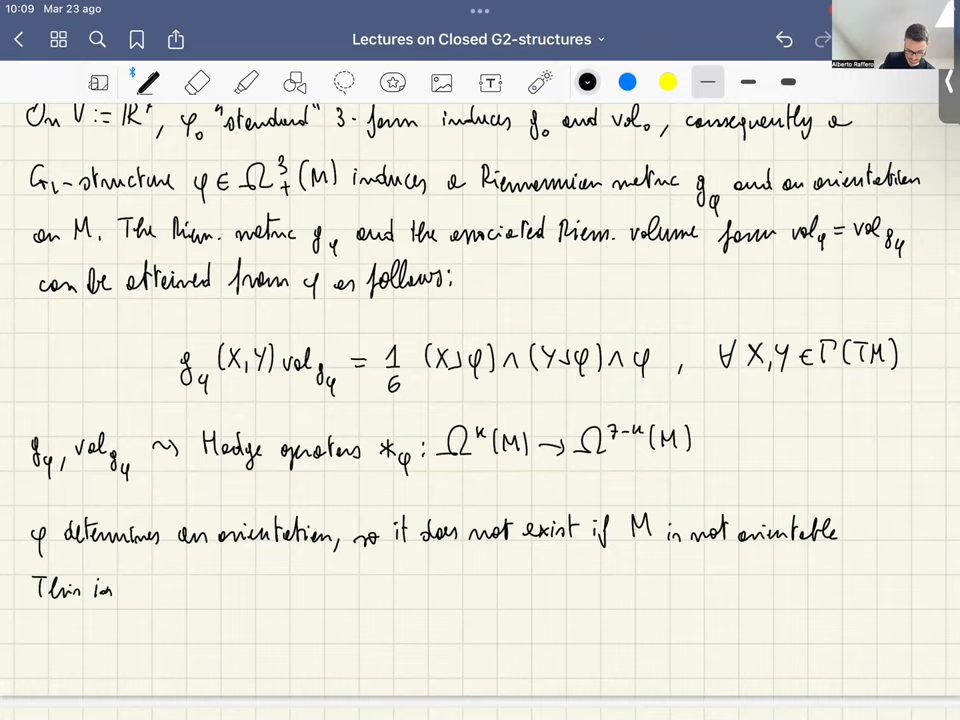 10:09 Mar 23 ago
Lectures on Closed G2-structures
Alberto Raffero
On V := ℝ⁷, φ₀ "standard" 3-form induces g₀ and vol₀, consequently a
G₂-structure φ ∈ Ω³₊(M) induces a Riemannian metric g_φ and an orientation
on M. The Riem. metric g_φ and the associated Riem. volume form vol_φ = vol_{g_φ}
can be obtained from φ as follows:
g_φ (X,Y) vol_{g_φ} = 1/6 (X⌟φ) ∧ (Y⌟φ) ∧ φ , ∀ X,Y ∈ Γ(TM)
g_φ, vol_{g_φ} ⇝ Hodge operators *_φ : Ω^k(M) → Ω^{7-k}(M)
φ determines an orientation, so it does not exist if M is not orientable
This is